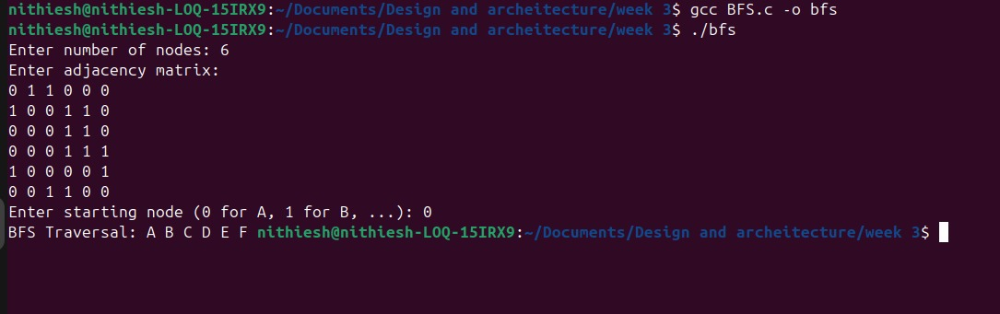 nithiesh@nithiesh-LOQ-15IRX9:~/Documents/Design and archeitecture/week 3$ gcc BFS.c -o bfs
nithiesh@nithiesh-LOQ-15IRX9:~/Documents/Design and archeitecture/week 3$ ./bfs
Enter number of nodes: 6
Enter adjacency matrix:
0 1 1 0 0 0
1 0 0 1 1 0
0 0 0 1 1 0
0 0 0 1 1 1
1 0 0 0 0 1
0 0 1 1 0 0
Enter starting node (0 for A, 1 for B, ...): 0
BFS Traversal: A B C D E F nithiesh@nithiesh-LOQ-15IRX9:~/Documents/Design and archeitecture/week 3$